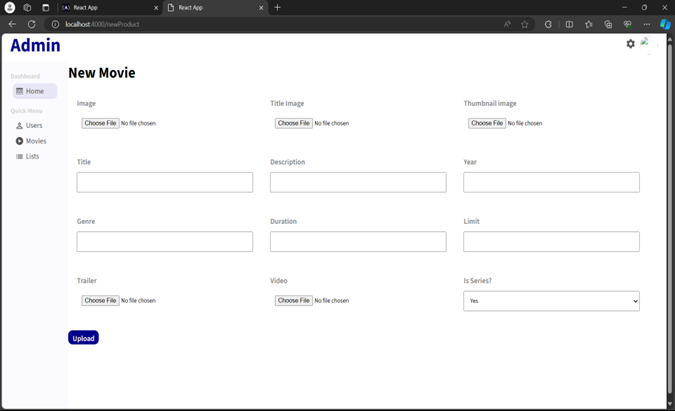 React App
React App
localhost:4000/newProduct
Admin
Dashboard
Home
Quick Menu
Users
Movies
Lists
New Movie
Image Title Image Thumbnail image
Choose File No file chosen Choose File No file chosen Choose File No file chosen
Title Description Year
Genre Duration Limit
Trailer Video Is Series?
Choose File No file chosen Choose File No file chosen Yes
Upload